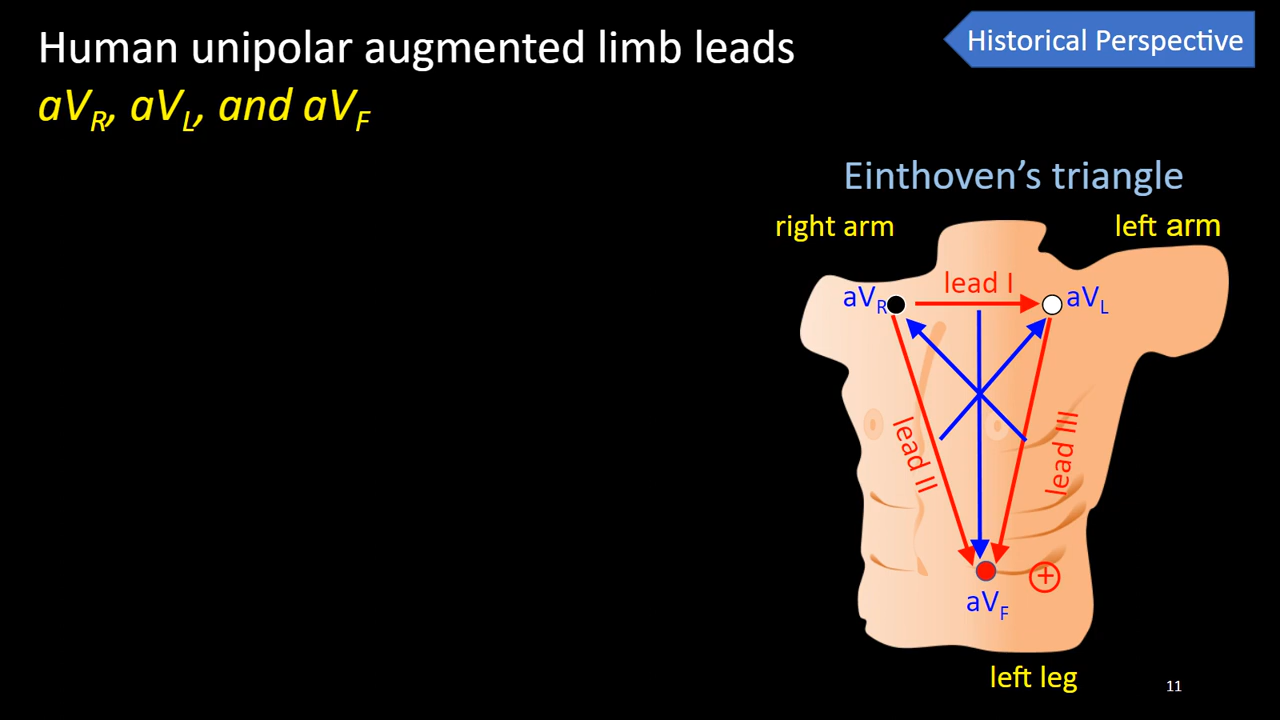 Human unipolar augmented limb leads
Historical Perspective
aVR, aVL, and aVF
Einthoven’s triangle
right arm
left arm
lead I
aVR
aVL
lead II
lead III
+
aVF
left leg
11